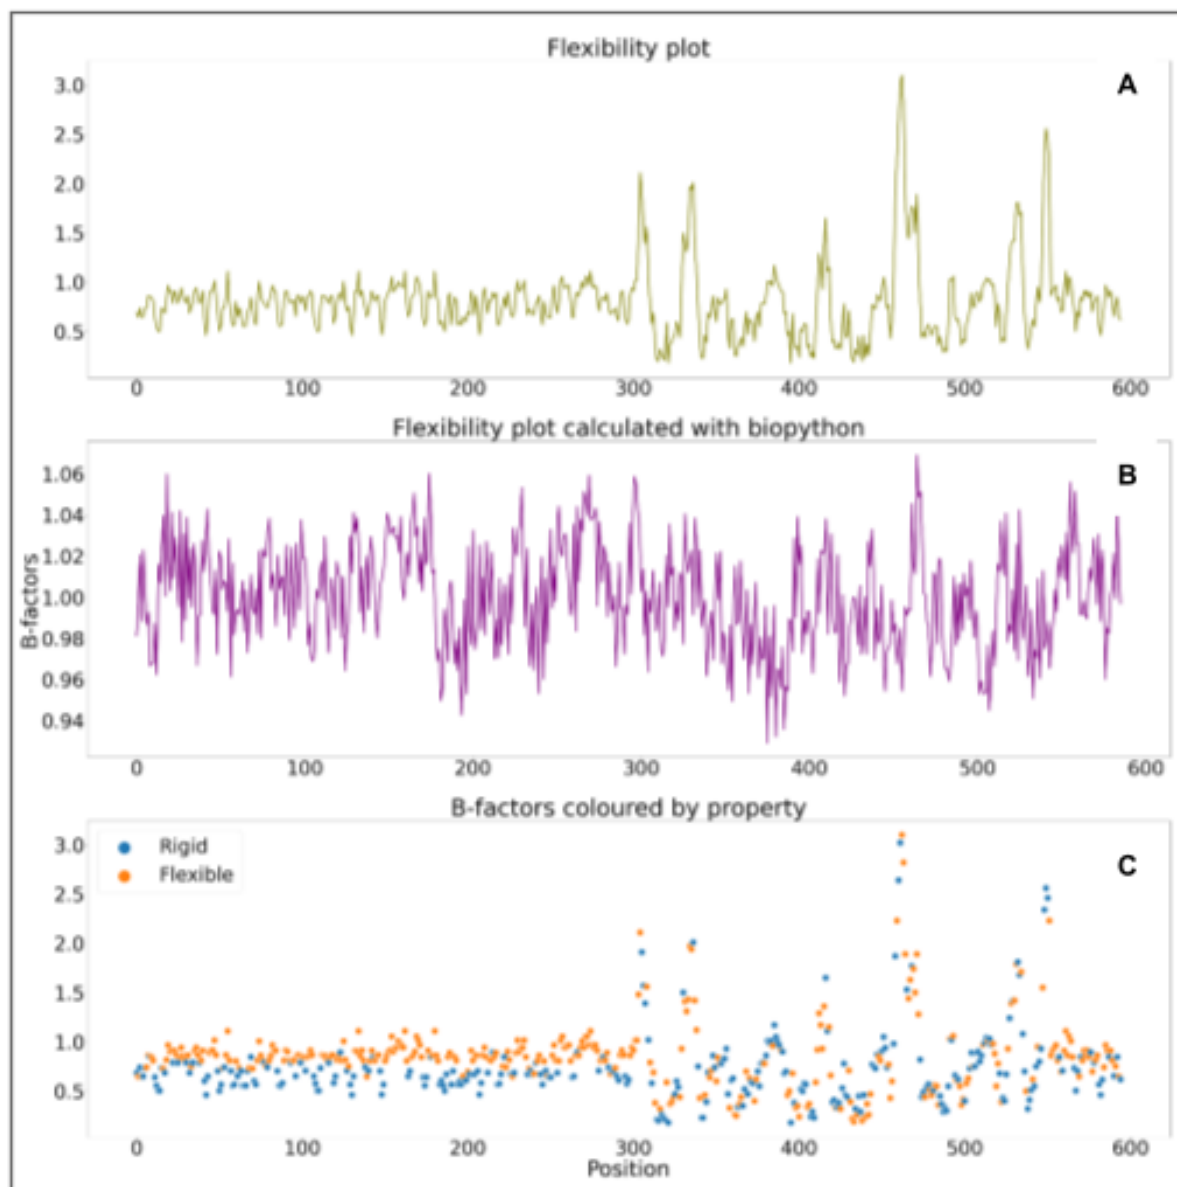 Flexibility plot
A
3.0
2.5
2.0
1.5
1.0
0.5
0 100 200 300 400 500 600
Flexibility plot calculated with biopython
B
1.06
1.04
1.02
1.00
0.98
0.96
0.94
B-factors
0 100 200 300 400 500 600
B-factors coloured by property
C
Rigid
Flexible
3.0
2.5
2.0
1.5
1.0
0.5
0 100 200 300 400 500 600
Position